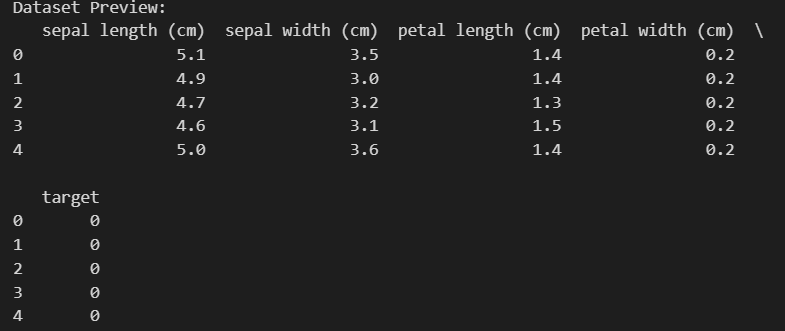 Dataset Preview:
   sepal length (cm)  sepal width (cm)  petal length (cm)  petal width (cm)  \
0                5.1               3.5                1.4               0.2
1                4.9               3.0                1.4               0.2
2                4.7               3.2                1.3               0.2
3                4.6               3.1                1.5               0.2
4                5.0               3.6                1.4               0.2

   target
0       0
1       0
2       0
3       0
4       0